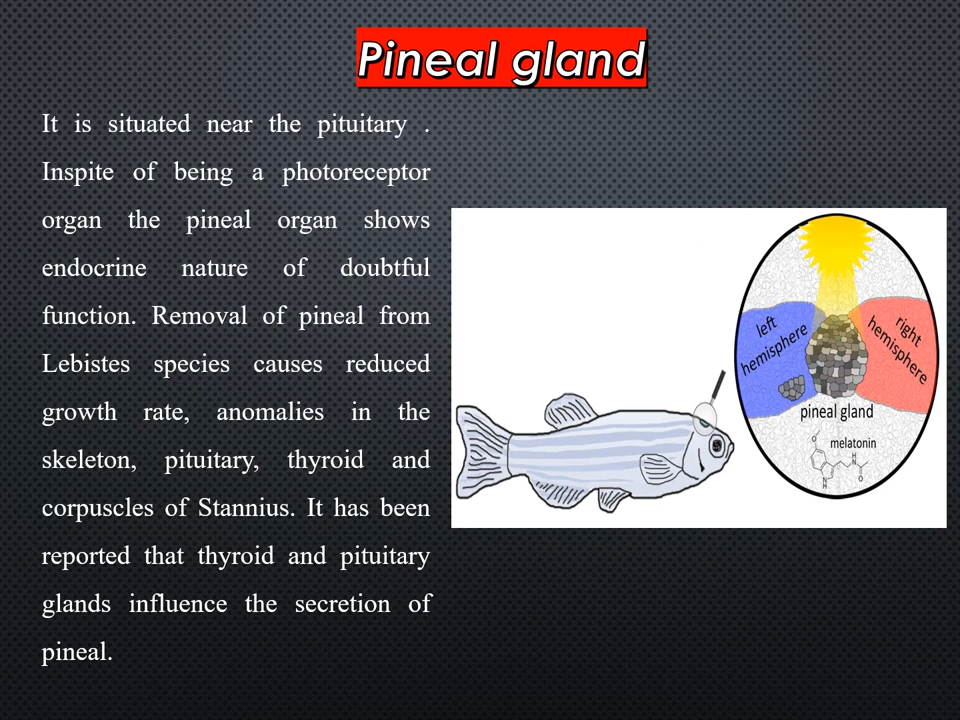 Pineal gland
It is situated near the pituitary .
Inspite of being a photoreceptor
organ the pineal organ shows
endocrine nature of doubtful
function. Removal of pineal from
Lebistes species causes reduced
growth rate, anomalies in the
skeleton, pituitary, thyroid and
corpuscles of Stannius. It has been
reported that thyroid and pituitary
glands influence the secretion of
pineal.
left
hemisphere
right
hemisphere
pineal gland
melatonin
O
H
N
O
N
H